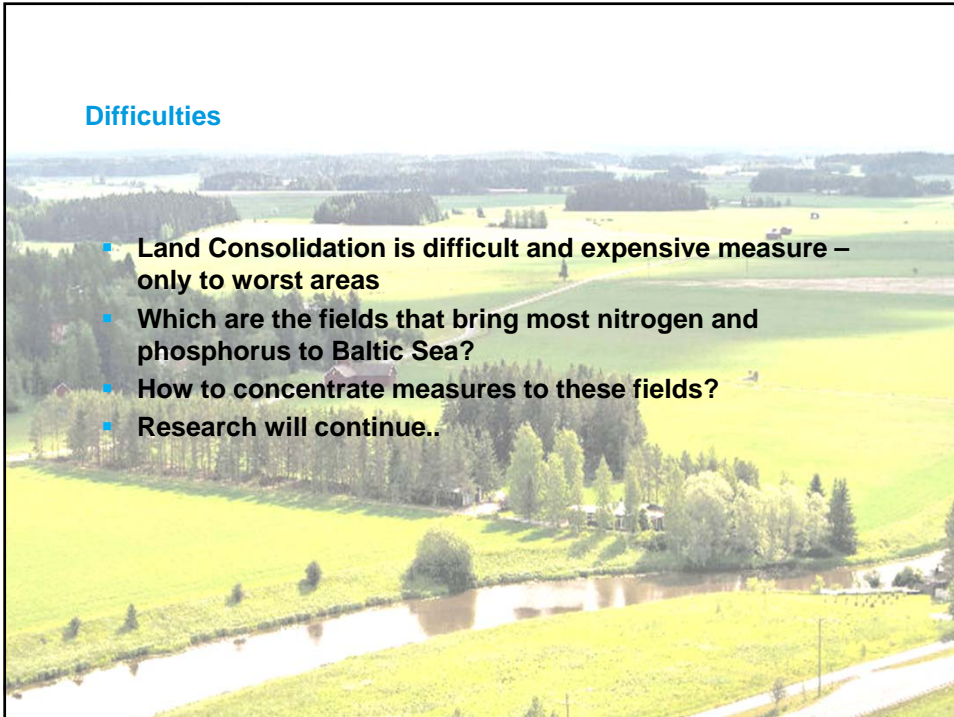 Difficulties
Land Consolidation is difficult and expensive measure –
only to worst areas
Which are the fields that bring most nitrogen and
phosphorus to Baltic Sea?
How to concentrate measures to these fields?
Research will continue..